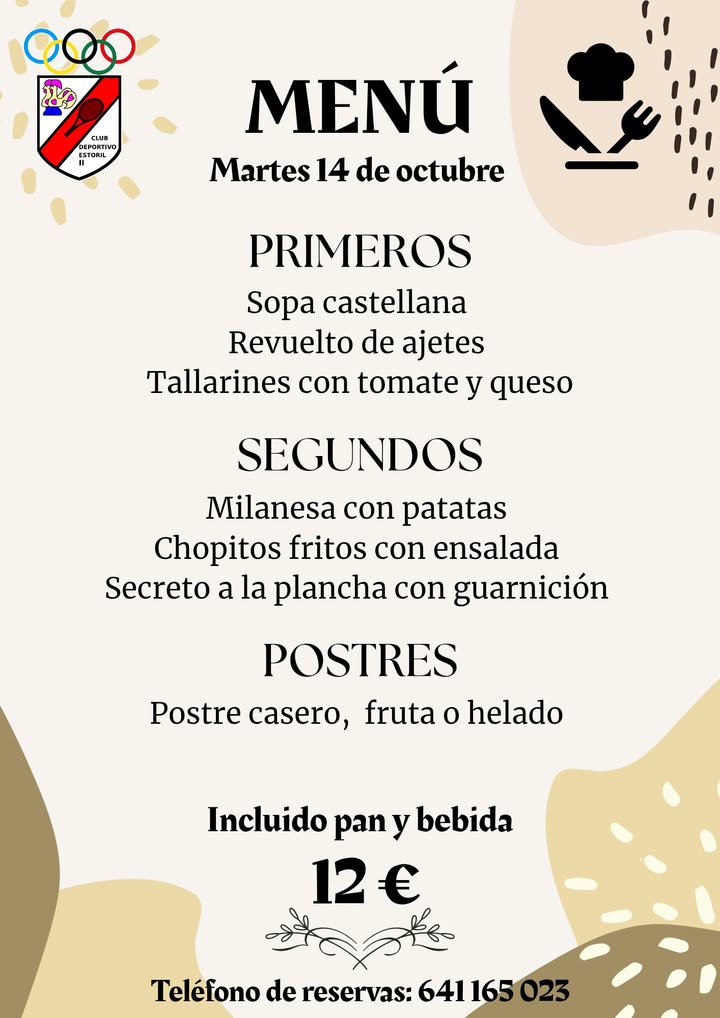 CLUB
DEPORTIVO
ESTORIL
II
MENÚ
Martes 14 de octubre
PRIMEROS
Sopa castellana
Revuelto de ajetes
Tallarines con tomate y queso
SEGUNDOS
Milanesa con patatas
Chopitos fritos con ensalada
Secreto a la plancha con guarnición
POSTRES
Postre casero, fruta o helado
Incluido pan y bebida
12 €
Teléfono de reservas: 641 165 023